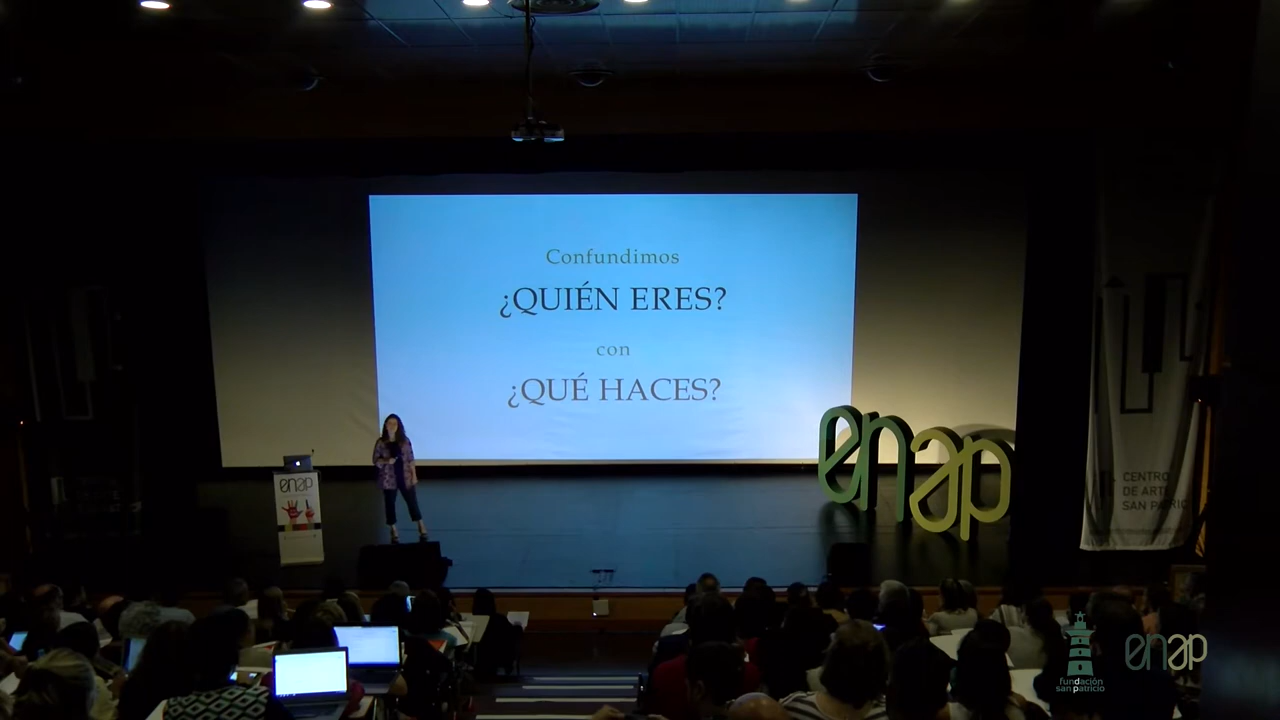 Confundimos
¿QUIÉN ERES?
con
¿QUÉ HACES?
enap
enap
CENTRO
DE ARTE
SAN PATRIC
fundación
san patricio
enap